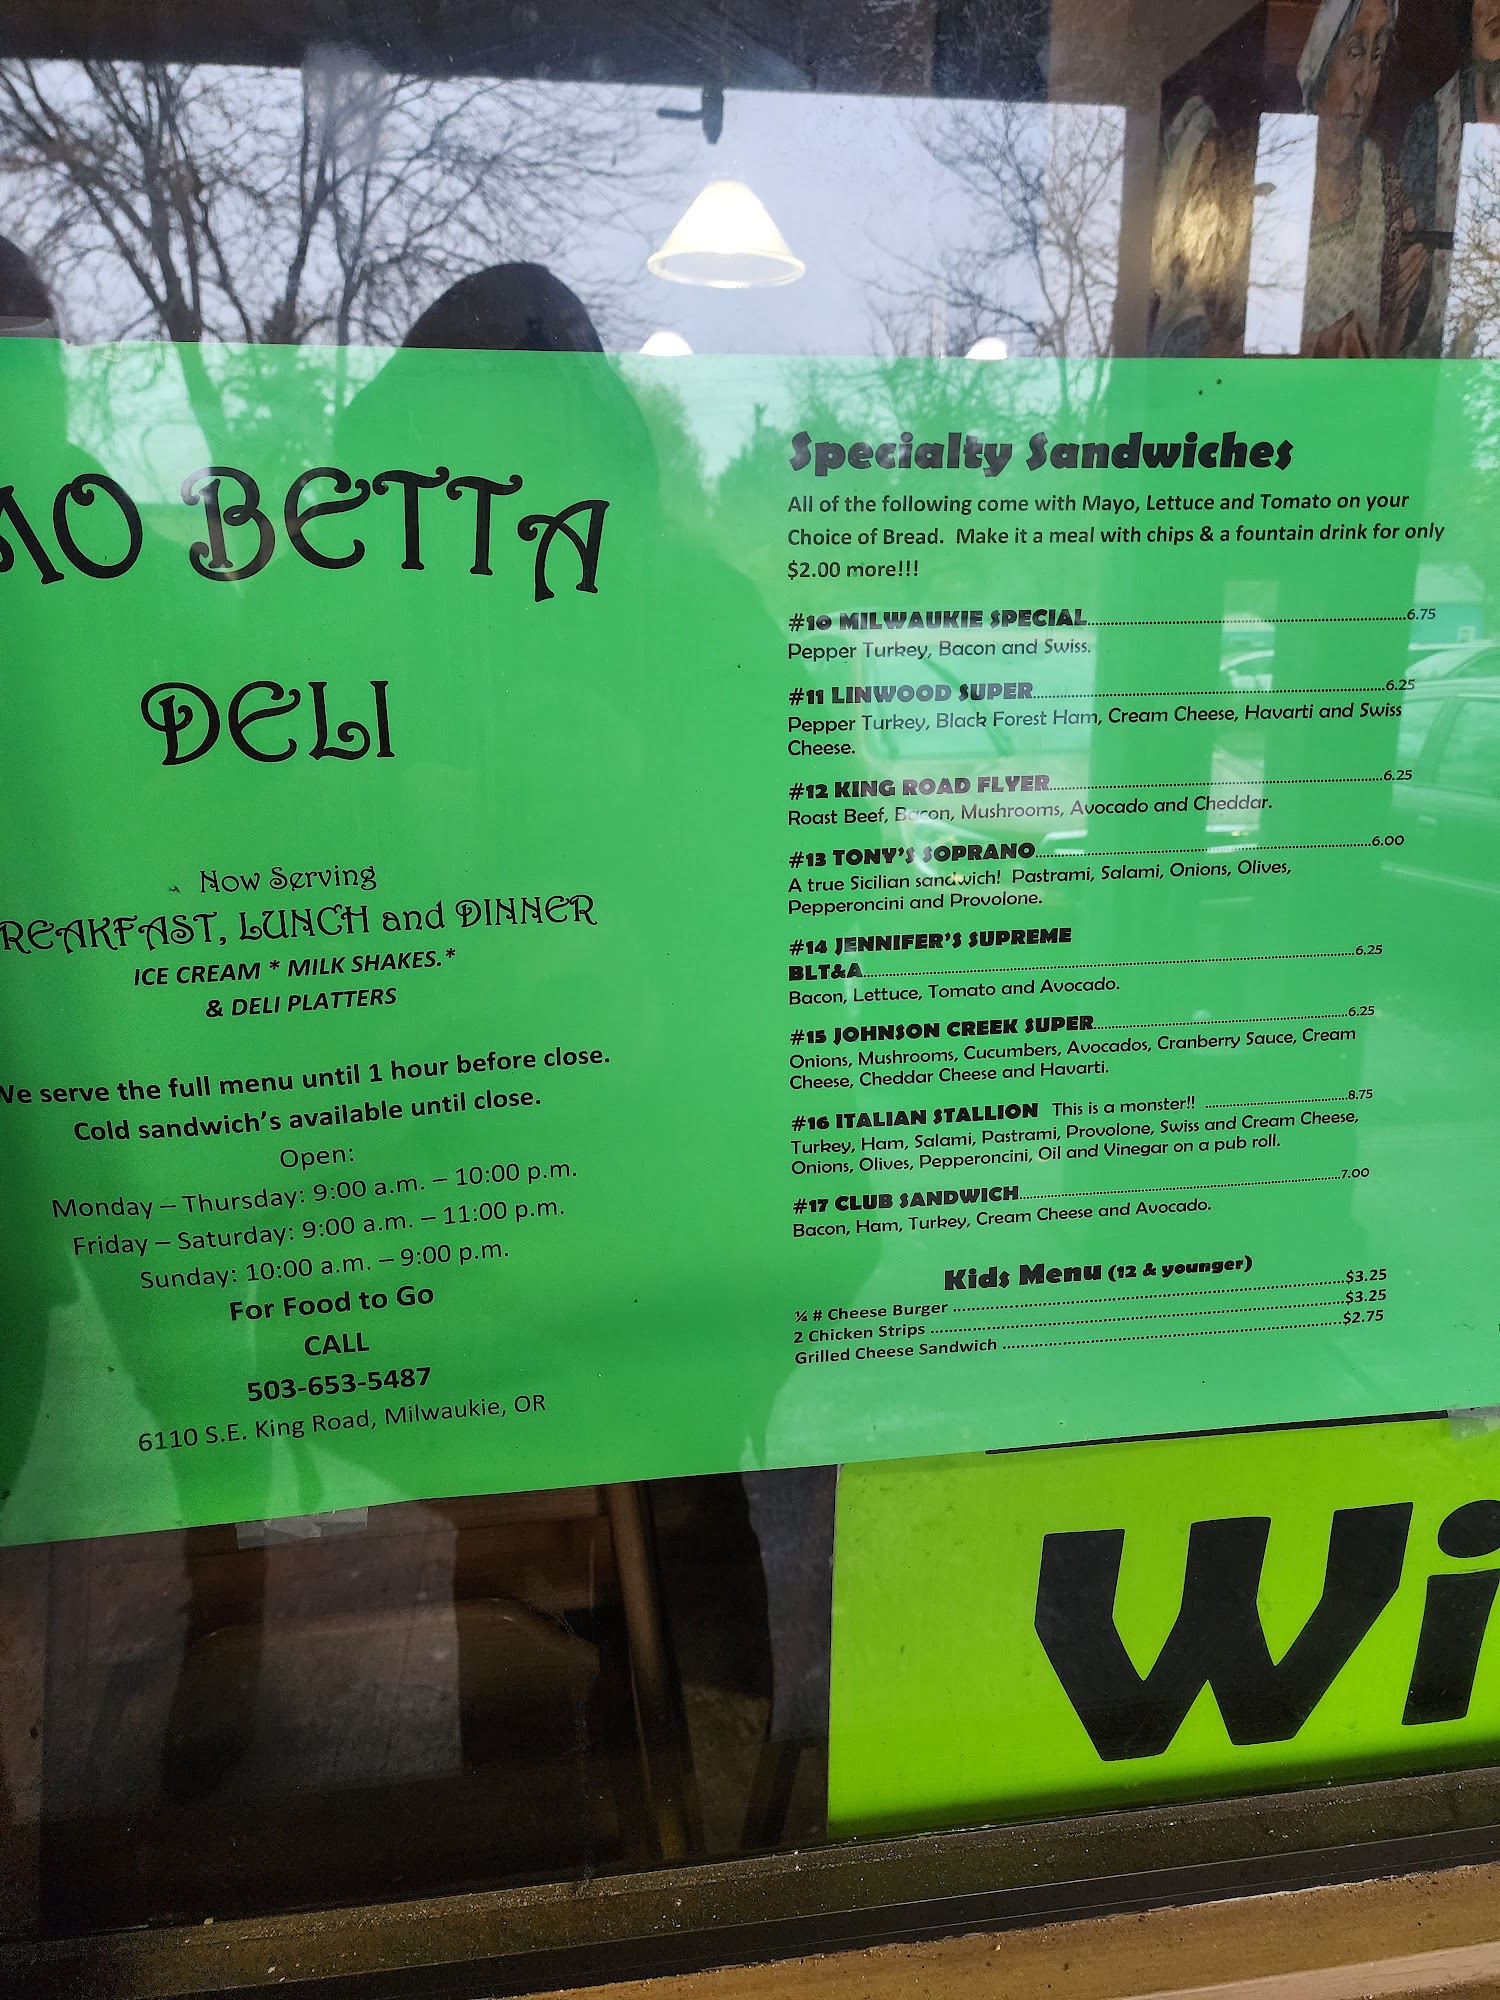 MO BETTA
DELI
Now Serving
REAKFAST, LUNCH and DINNER
ICE CREAM * MILK SHAKES.*
& DELI PLATTERS
We serve the full menu until 1 hour before close.
Cold sandwich's available until close.
Open:
Monday – Thursday: 9:00 a.m. – 10:00 p.m.
Friday – Saturday: 9:00 a.m. – 11:00 p.m.
Sunday: 10:00 a.m. – 9:00 p.m.
For Food to Go
CALL
503-653-5487
6110 S.E. King Road, Milwaukie, OR
Specialty Sandwiches
All of the following come with Mayo, Lettuce and Tomato on your
Choice of Bread. Make it a meal with chips & a fountain drink for only
$2.00 more!!!
#10 MILWAUKIE SPECIAL 6.75
Pepper Turkey, Bacon and Swiss.
#11 LINWOOD SUPER 6.25
Pepper Turkey, Black Forest Ham, Cream Cheese, Havarti and Swiss
Cheese.
#12 KING ROAD FLYER 6.25
Roast Beef, Bacon, Mushrooms, Avocado and Cheddar.
#13 TONY'S SOPRANO 6.00
A true Sicilian sandwich! Pastrami, Salami, Onions, Olives,
Pepperoncini and Provolone.
#14 JENNIFER'S SUPREME
BLT&A 6.25
Bacon, Lettuce, Tomato and Avocado.
#15 JOHNSON CREEK SUPER 6.25
Onions, Mushrooms, Cucumbers, Avocados, Cranberry Sauce, Cream
Cheese, Cheddar Cheese and Havarti.
#16 ITALIAN STALLION This is a monster!! 8.75
Turkey, Ham, Salami, Pastrami, Provolone, Swiss and Cream Cheese,
Onions, Olives, Pepperoncini, Oil and Vinegar on a pub roll.
#17 CLUB SANDWICH 7.00
Bacon, Ham, Turkey, Cream Cheese and Avocado.
Kids Menu (12 & younger)
¼ # Cheese Burger $3.25
2 Chicken Strips $3.25
Grilled Cheese Sandwich $2.75
Wi